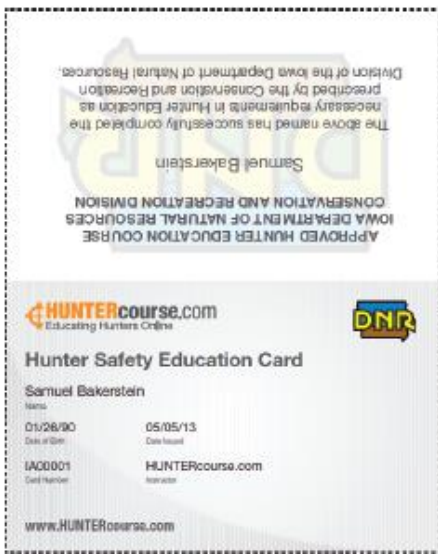 APPROVED HUNTER EDUCATION COURSE
IOWA DEPARTMENT OF NATURAL RESOURCES
CONSERVATION AND RECREATION DIVISION
Samuel Bakerstein
The above named has successfully completed the
necessary requirements in Hunter Education as
prescribed by the Conservation and Recreation
Division of the Iowa Department of Natural Resources.
DNR
HUNTERcourse.com
Educating Hunters Online
DNR
Hunter Safety Education Card
Samuel Bakerstein
Name
01/26/90 05/05/13
Date of Birth Date Issued
IA00001 HUNTERcourse.com
Card Number Instructor
www.HUNTERcourse.com